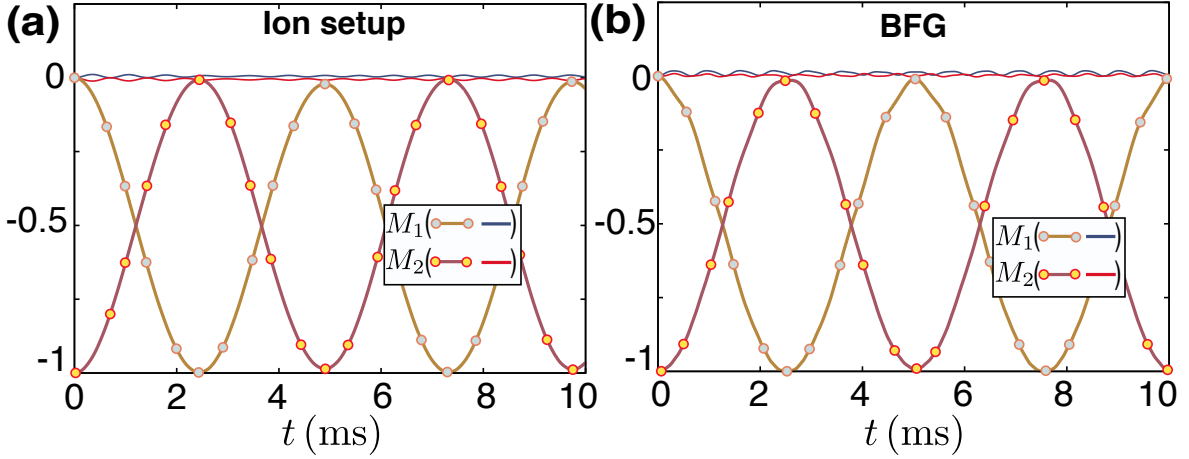 (a) Ion setup
0
-0.5
-1
M₁( )
M₂( )
0 2 4 6 8 10
t (ms)
(b) BFG
0
-0.5
-1
M₁( )
M₂( )
0 2 4 6 8 10
t (ms)